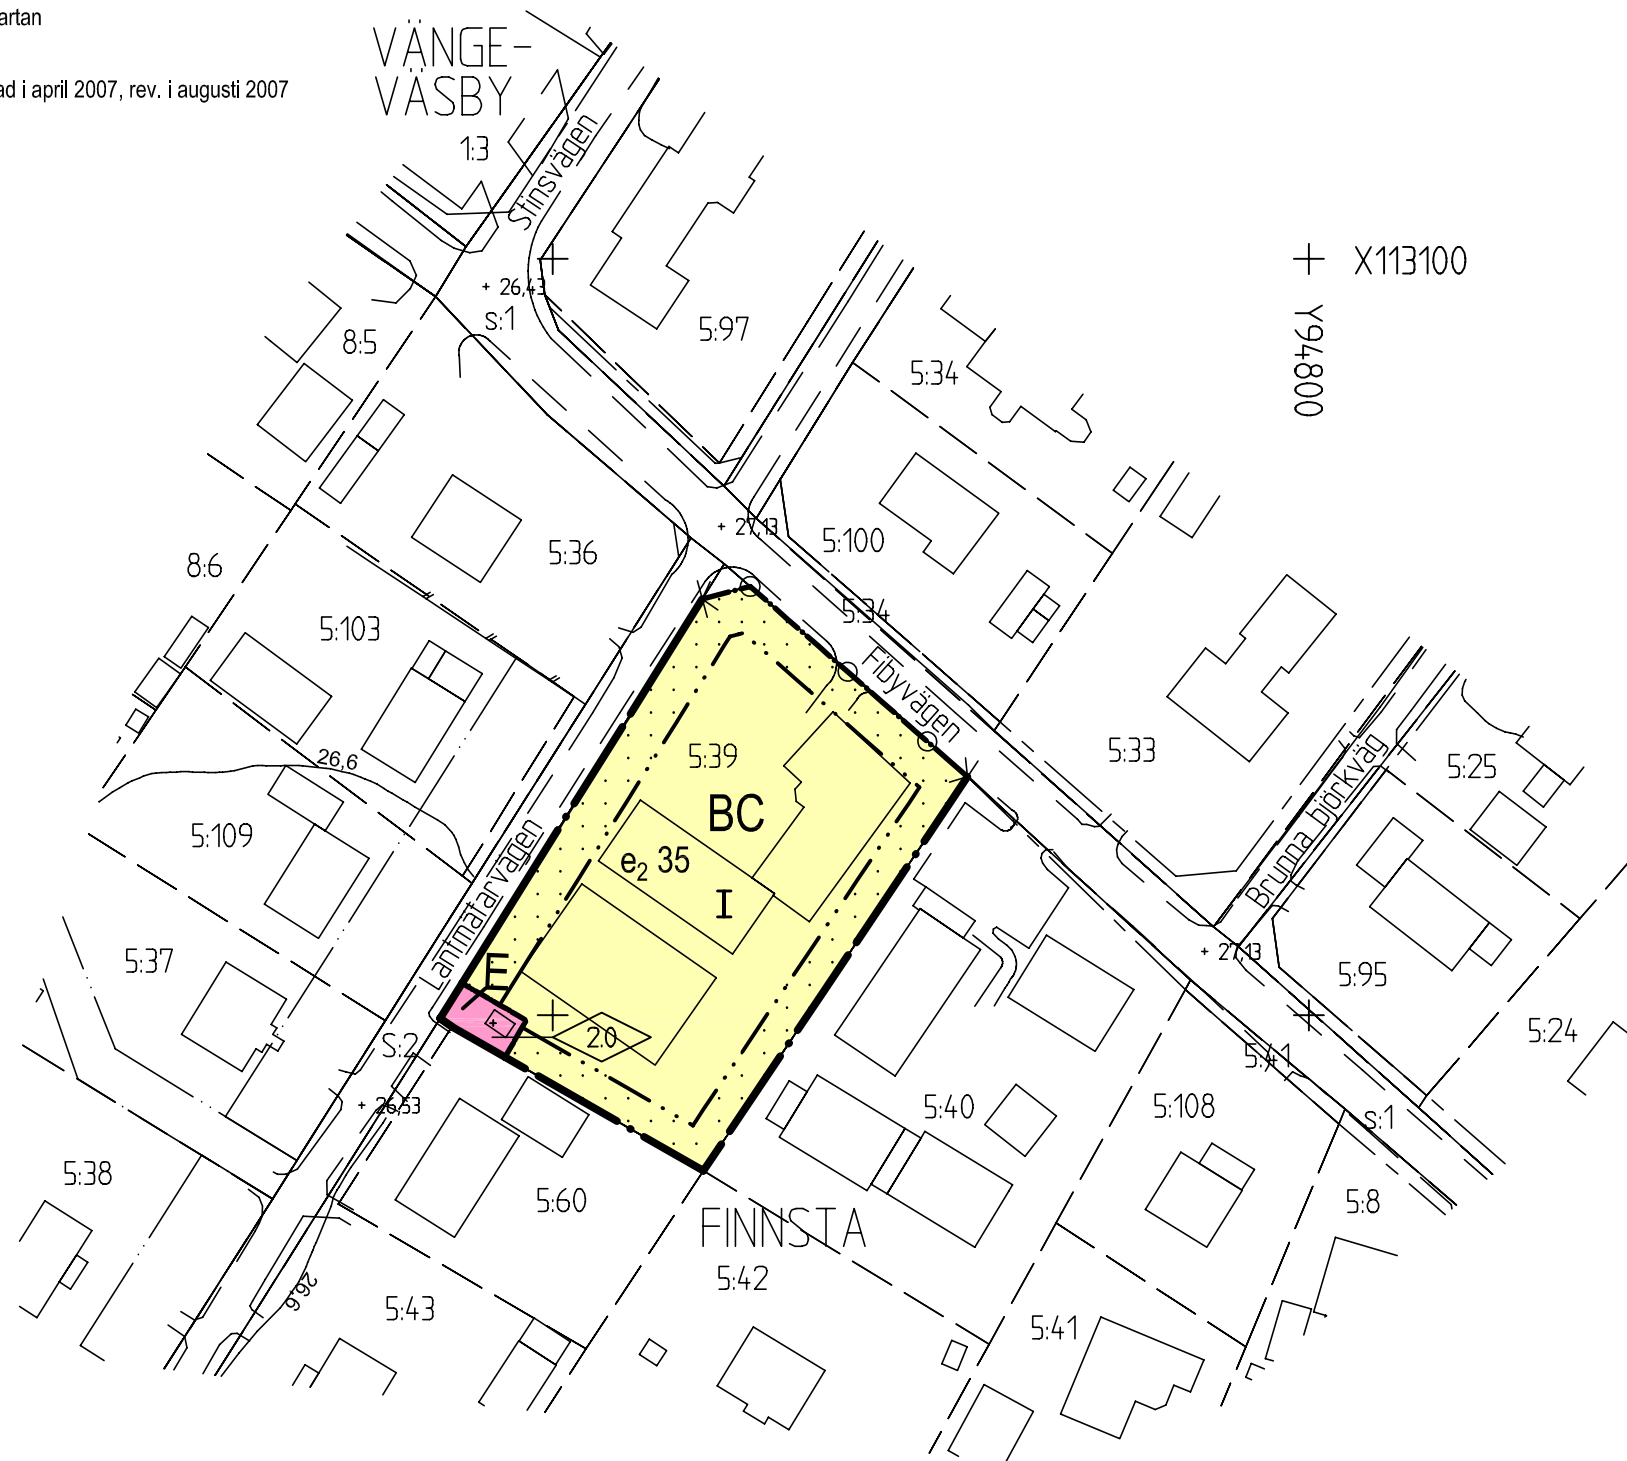 artan
ad i april 2007, rev. i augusti 2007
VÄNGE-
VÄSBY
1:3
Stinsvägen
+ 26,43
s:1
5:97
X113100
Y94800
8:5
5:34
+ 27,13
5:100
5:36
8:6
5:103
5:34
Fibyvägen
26,6
5:39
5:33
5:25
BC
Brunna björkväg
5:109
e2 35
I
Lantmätarvägen
5:37
E
+ 27,13
5:95
5:24
2.0
S:2
5:41
+ 26,53
5:40
5:108
s:1
5:38
5:60
5:8
FINNSTA
5:42
26,6
5:43
5:41